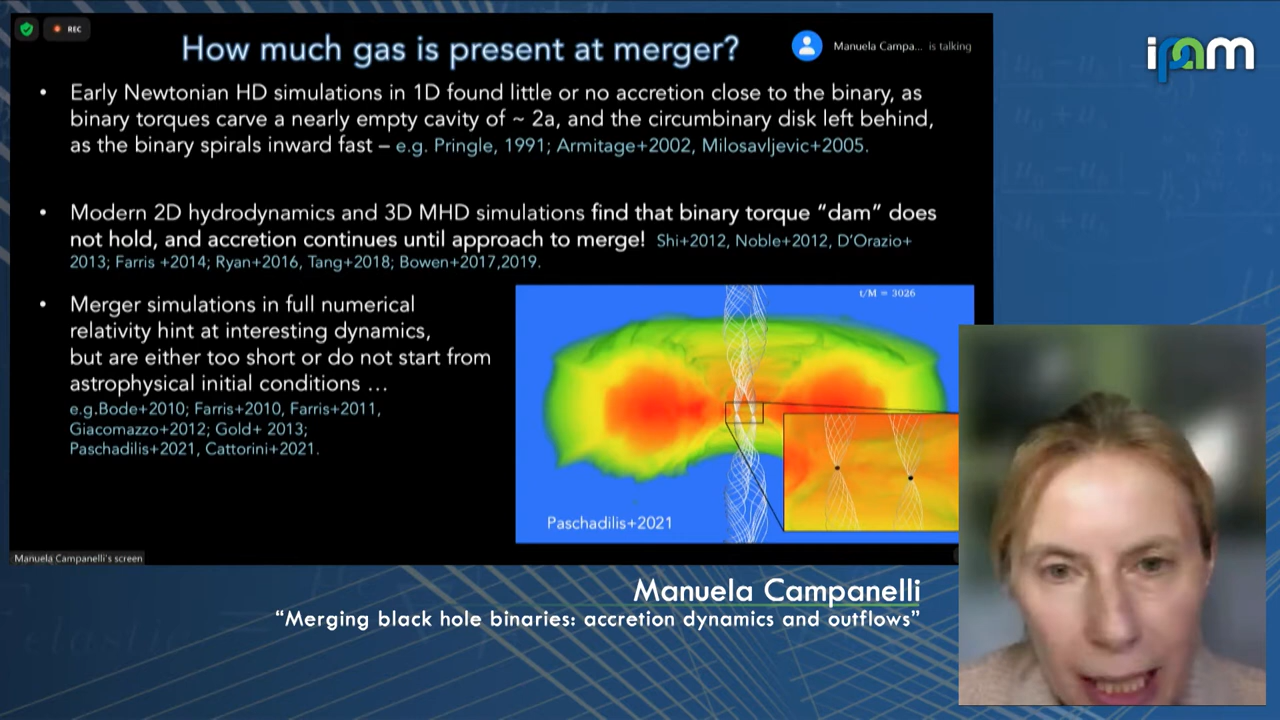 REC
How much gas is present at merger?
Manuela Campa... is talking
ipam
• Early Newtonian HD simulations in 1D found little or no accretion close to the binary, as
binary torques carve a nearly empty cavity of ~ 2a, and the circumbinary disk left behind,
as the binary spirals inward fast – e.g. Pringle, 1991; Armitage+2002, Milosavljevic+2005.
• Modern 2D hydrodynamics and 3D MHD simulations find that binary torque “dam” does
not hold, and accretion continues until approach to merge! Shi+2012, Noble+2012, D’Orazio+
2013; Farris +2014; Ryan+2016, Tang+2018; Bowen+2017,2019.
• Merger simulations in full numerical
relativity hint at interesting dynamics,
but are either too short or do not start from
astrophysical initial conditions ...
e.g.Bode+2010; Farris+2010, Farris+2011,
Giacomazzo+2012; Gold+ 2013;
Paschadilis+2021, Cattorini+2021.
t/M = 3026
Paschadilis+2021
Manuela Campanelli's screen
Manuela Campanelli
“Merging black hole binaries: accretion dynamics and outflows”